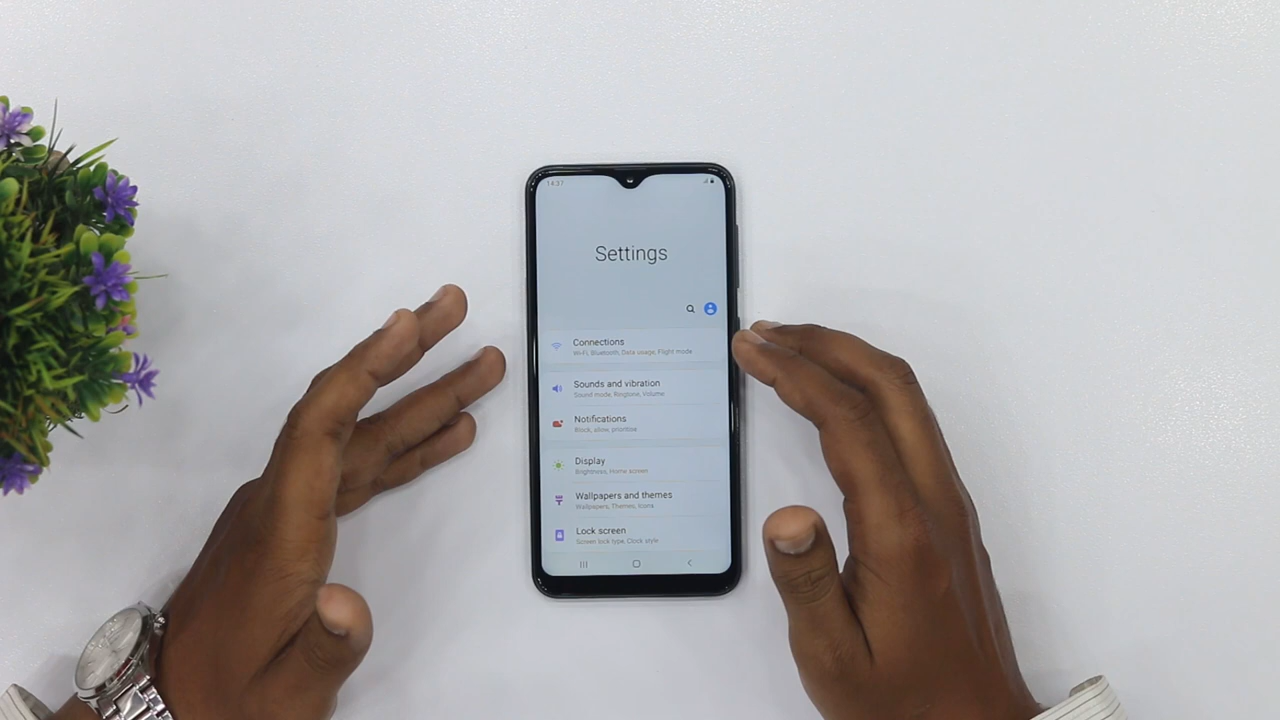 14:37
Settings
Connections
Wi-Fi, Bluetooth, Data usage, Flight mode
Sounds and vibration
Sound mode, Ringtone, Volume
Notifications
Block, allow, prioritise
Display
Brightness, Home screen
Wallpapers and themes
Wallpapers, Themes, Icons
Lock screen
Screen lock type, Clock style